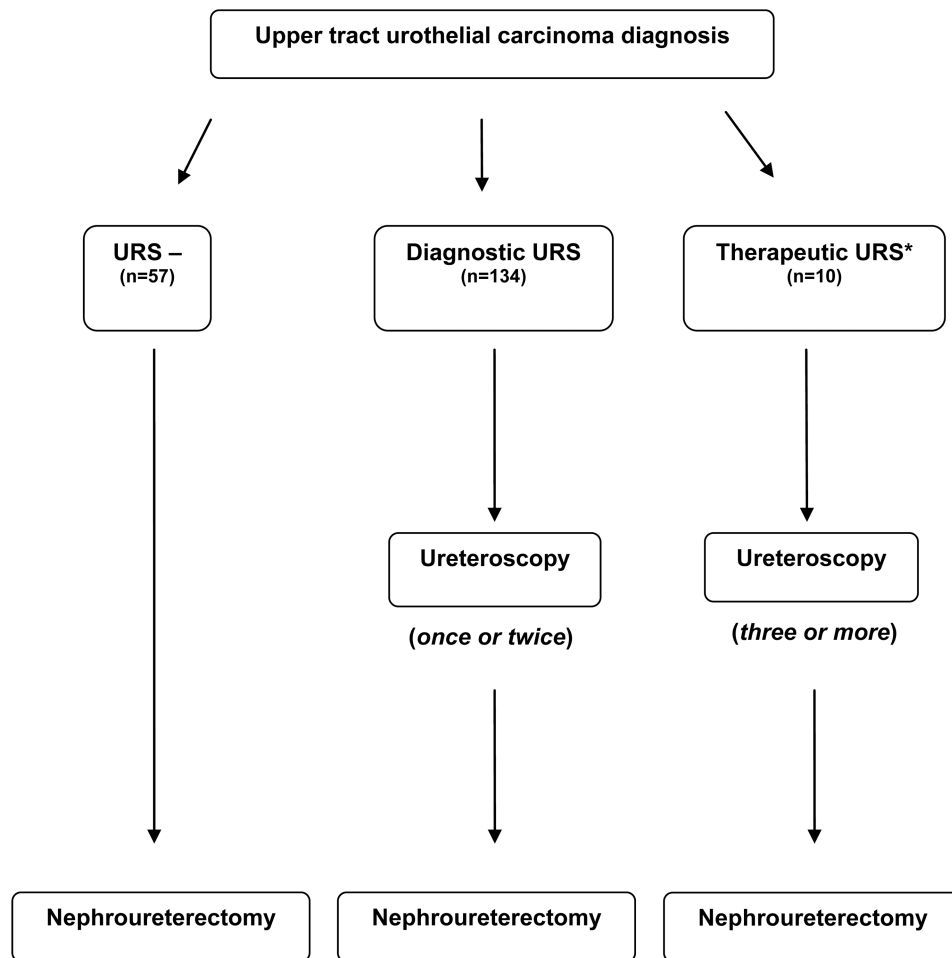 Upper tract urothelial carcinoma diagnosis
URS –
(n=57)
Diagnostic URS
(n=134)
Therapeutic URS*
(n=10)
Ureteroscopy
(once or twice)
Ureteroscopy
(three or more)
Nephroureterectomy
Nephroureterectomy
Nephroureterectomy